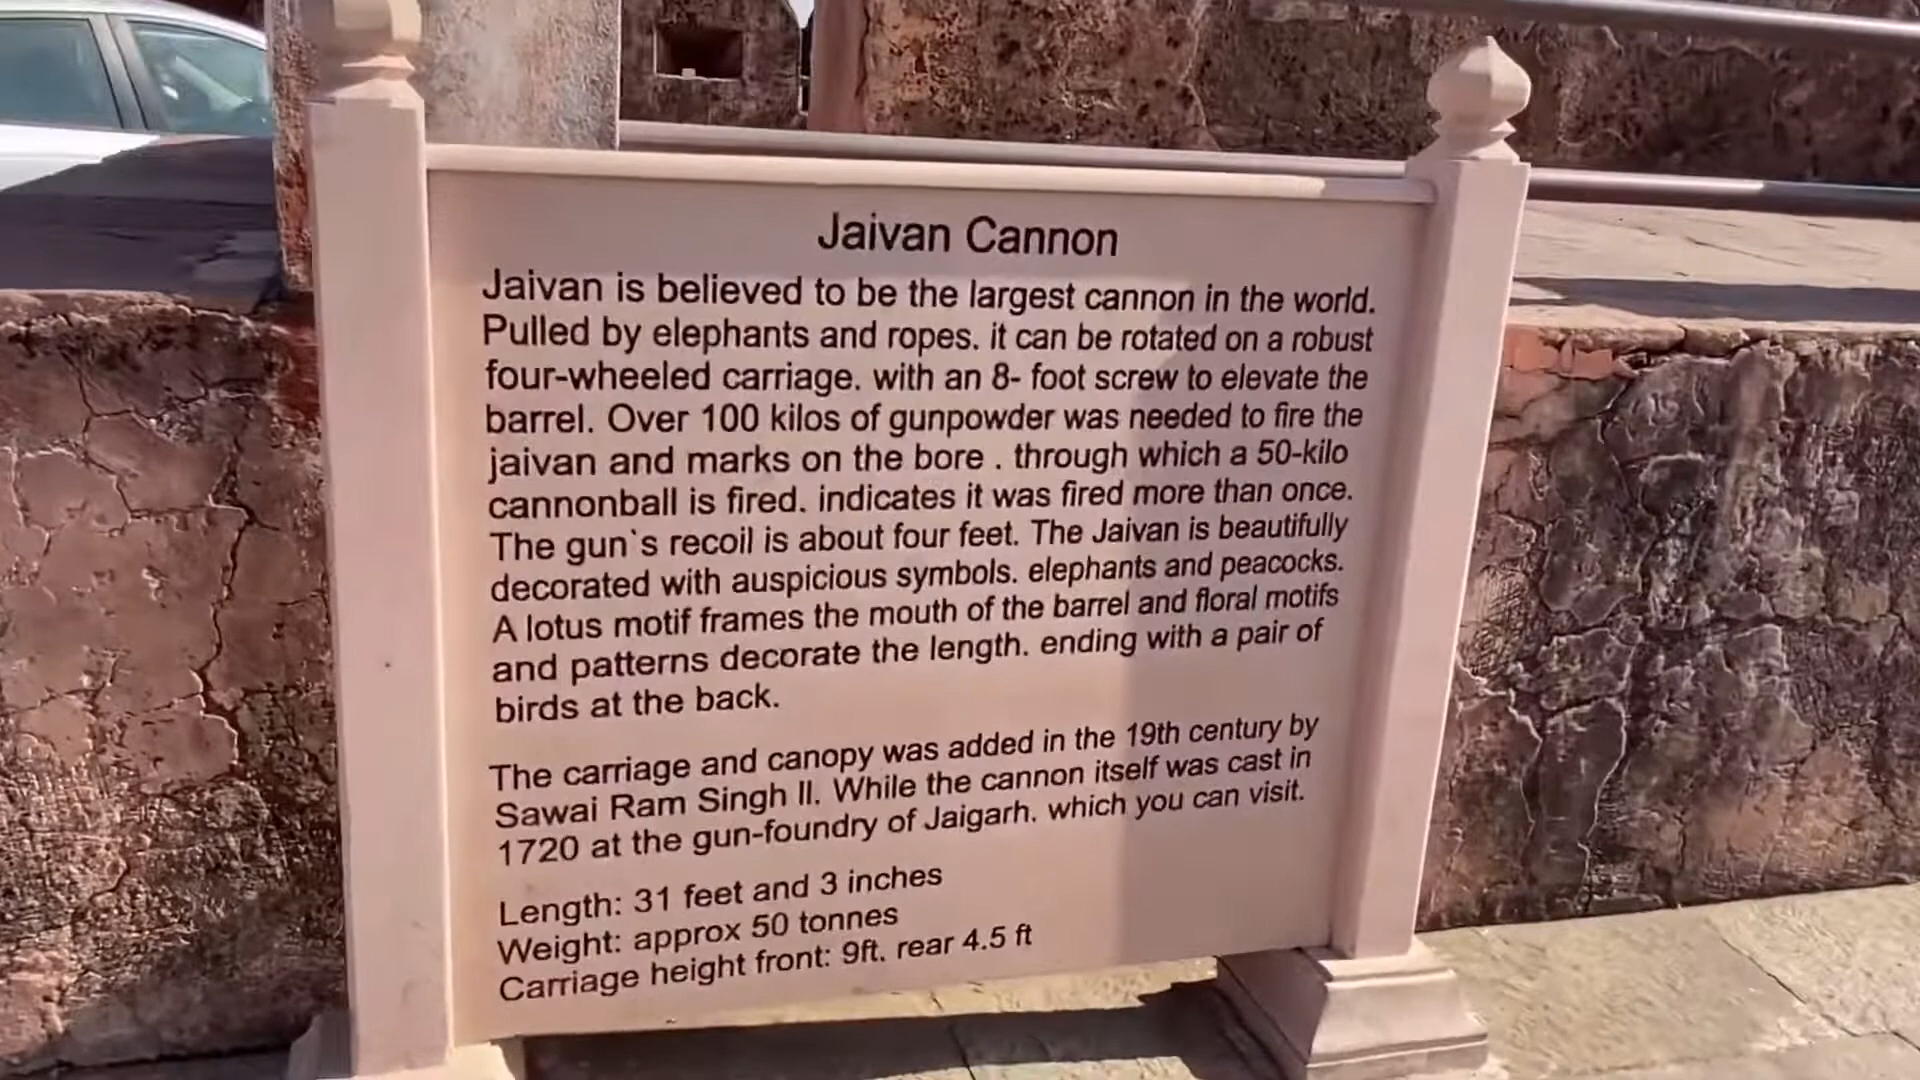 Jaivan Cannon
Jaivan is believed to be the largest cannon in the world.
Pulled by elephants and ropes. it can be rotated on a robust
four-wheeled carriage. with an 8- foot screw to elevate the
barrel. Over 100 kilos of gunpowder was needed to fire the
jaivan and marks on the bore . through which a 50-kilo
cannonball is fired. indicates it was fired more than once.
The gun`s recoil is about four feet. The Jaivan is beautifully
decorated with auspicious symbols. elephants and peacocks.
A lotus motif frames the mouth of the barrel and floral motifs
and patterns decorate the length. ending with a pair of
birds at the back.
The carriage and canopy was added in the 19th century by
Sawai Ram Singh II. While the cannon itself was cast in
1720 at the gun-foundry of Jaigarh. which you can visit.
Length: 31 feet and 3 inches
Weight: approx 50 tonnes
Carriage height front: 9ft. rear 4.5 ft